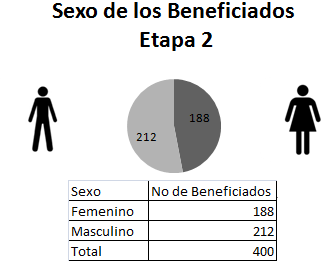 Sexo de los Beneficiados
Etapa 2
188
212
Sexo No de Beneficiados
Femenino 188
Masculino 212
Total 400